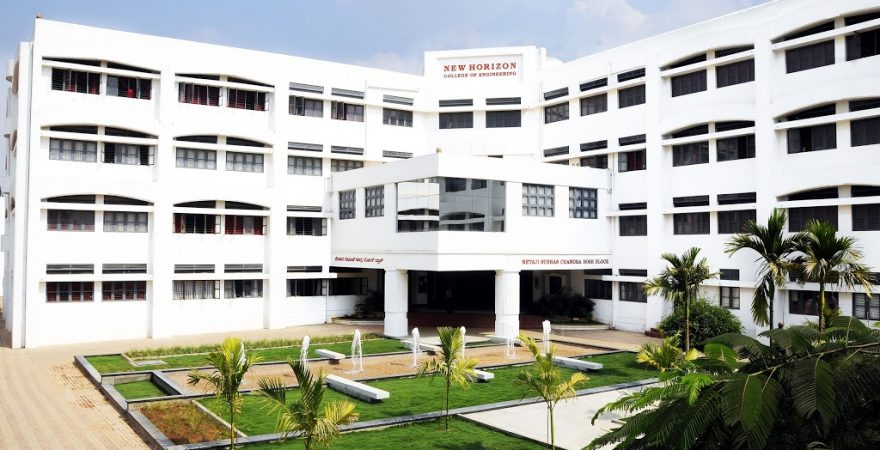 NEW HORIZON
COLLEGE OF ENGINEERING
NETAJI SUBHAS CHANDRA BOSE BLOCK